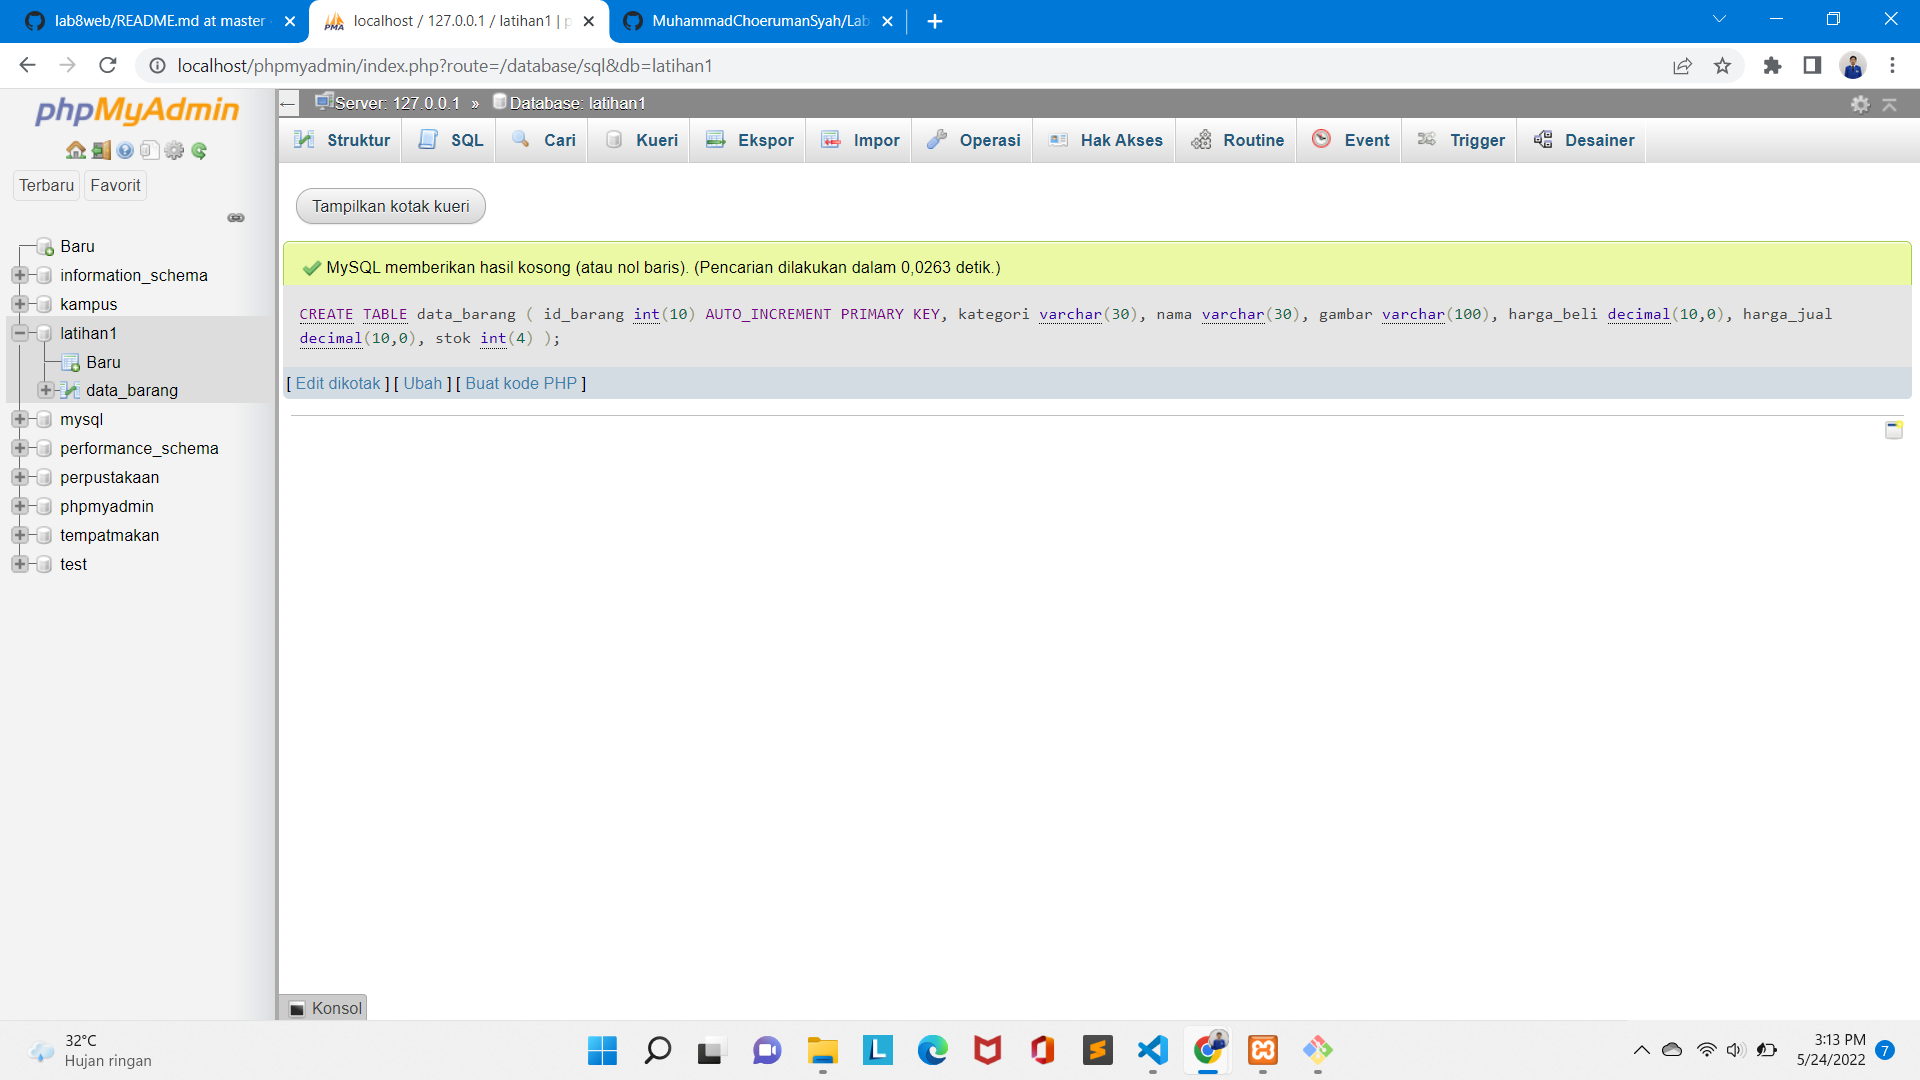 lab8web/README.md at master
localhost / 127.0.0.1 / latihan1 | p
MuhammadChoerumanSyah/Lab
localhost/phpmyadmin/index.php?route=/database/sql&db=latihan1
phpMyAdmin
Terbaru
Favorit
Baru
information_schema
kampus
latihan1
Baru
data_barang
mysql
performance_schema
perpustakaan
phpmyadmin
tempatmakan
test
Server: 127.0.0.1 » Database: latihan1
Struktur SQL Cari Kueri Ekspor Impor Operasi Hak Akses Routine Event Trigger Desainer
Tampilkan kotak kueri
MySQL memberikan hasil kosong (atau nol baris). (Pencarian dilakukan dalam 0,0263 detik.)
CREATE TABLE data_barang ( id_barang int(10) AUTO_INCREMENT PRIMARY KEY, kategori varchar(30), nama varchar(30), gambar varchar(100), harga_beli decimal(10,0), harga_jual
decimal(10,0), stok int(4) );
[ Edit dikotak ] [ Ubah ] [ Buat kode PHP ]
Konsol
32°C
Hujan ringan
3:13 PM
5/24/2022
7